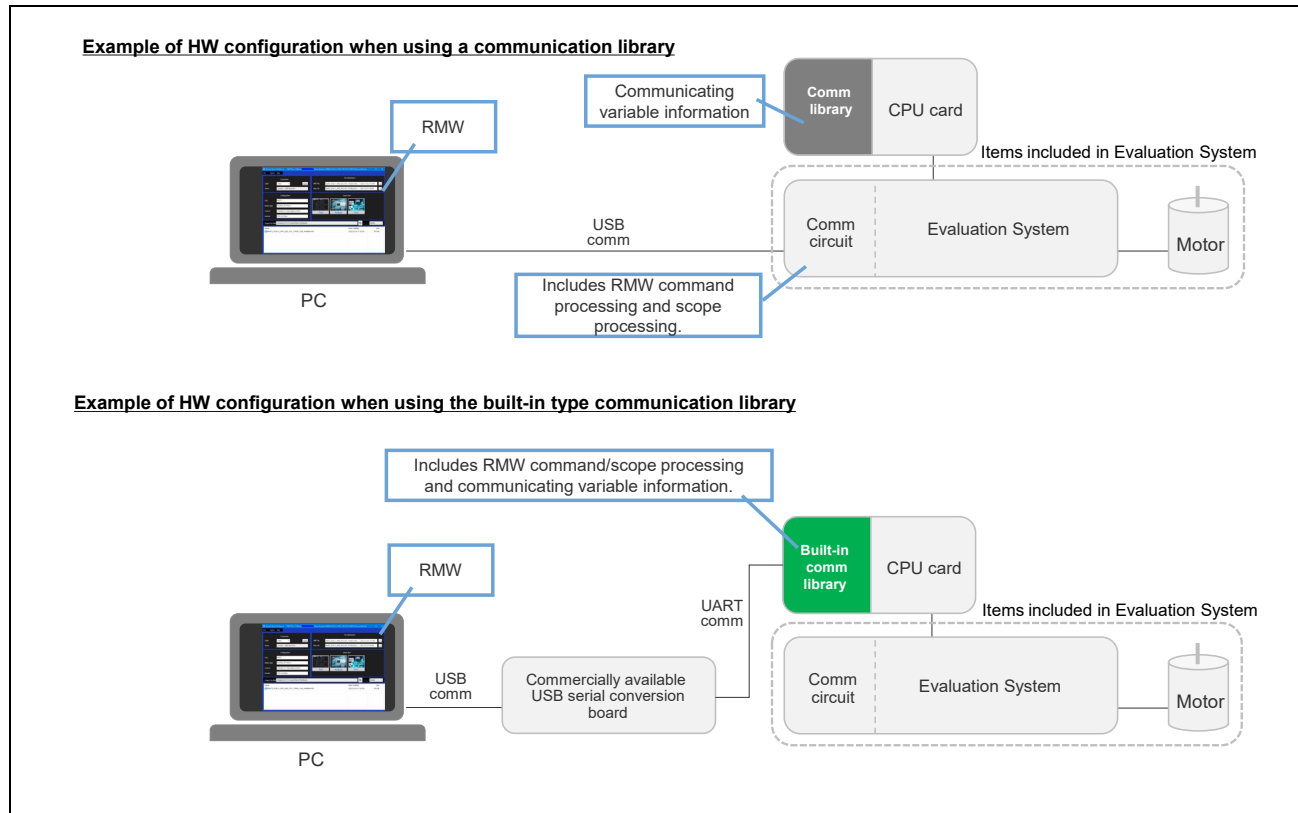 Example of HW configuration when using a communication library
Communicating
variable information
Comm
library
CPU card
RMW
Items included in Evaluation System
USB
comm
Comm
circuit
Evaluation System
Motor
Includes RMW command
processing and scope
processing.
PC
Example of HW configuration when using the built-in type communication library
Includes RMW command/scope processing
and communicating variable information.
Built-in
comm
library
CPU card
RMW
UART
comm
Items included in Evaluation System
USB
comm
Commercially available
USB serial conversion
board
Comm
circuit
Evaluation System
Motor
PC